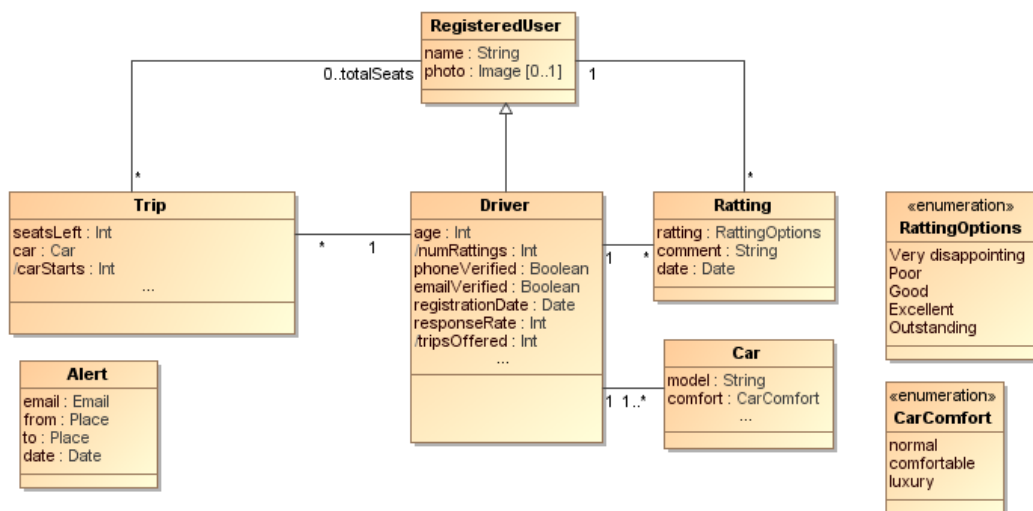 RegisteredUser
name : String
photo : Image [0..1]
0..totalSeats
1
*
*
Trip
seatsLeft : Int
car : Car
/carStarts : Int
...
*
1
Driver
age : Int
/numRattings : Int
phoneVerified : Boolean
emailVerified : Boolean
registrationDate : Date
responseRate : Int
/tripsOffered : Int
...
1
*
Ratting
ratting : RattingOptions
comment : String
date : Date
«enumeration»
RattingOptions
Very disappointing
Poor
Good
Excellent
Outstanding
Alert
email : Email
from : Place
to : Place
date : Date
1
1..*
Car
model : String
comfort : CarComfort
...
«enumeration»
CarComfort
normal
comfortable
luxury